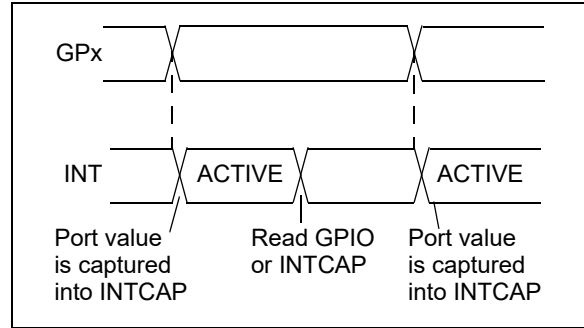 GPx
INT ACTIVE ACTIVE
Port value Read GPIO Port value
is captured or INTCAP is captured
into INTCAP into INTCAP